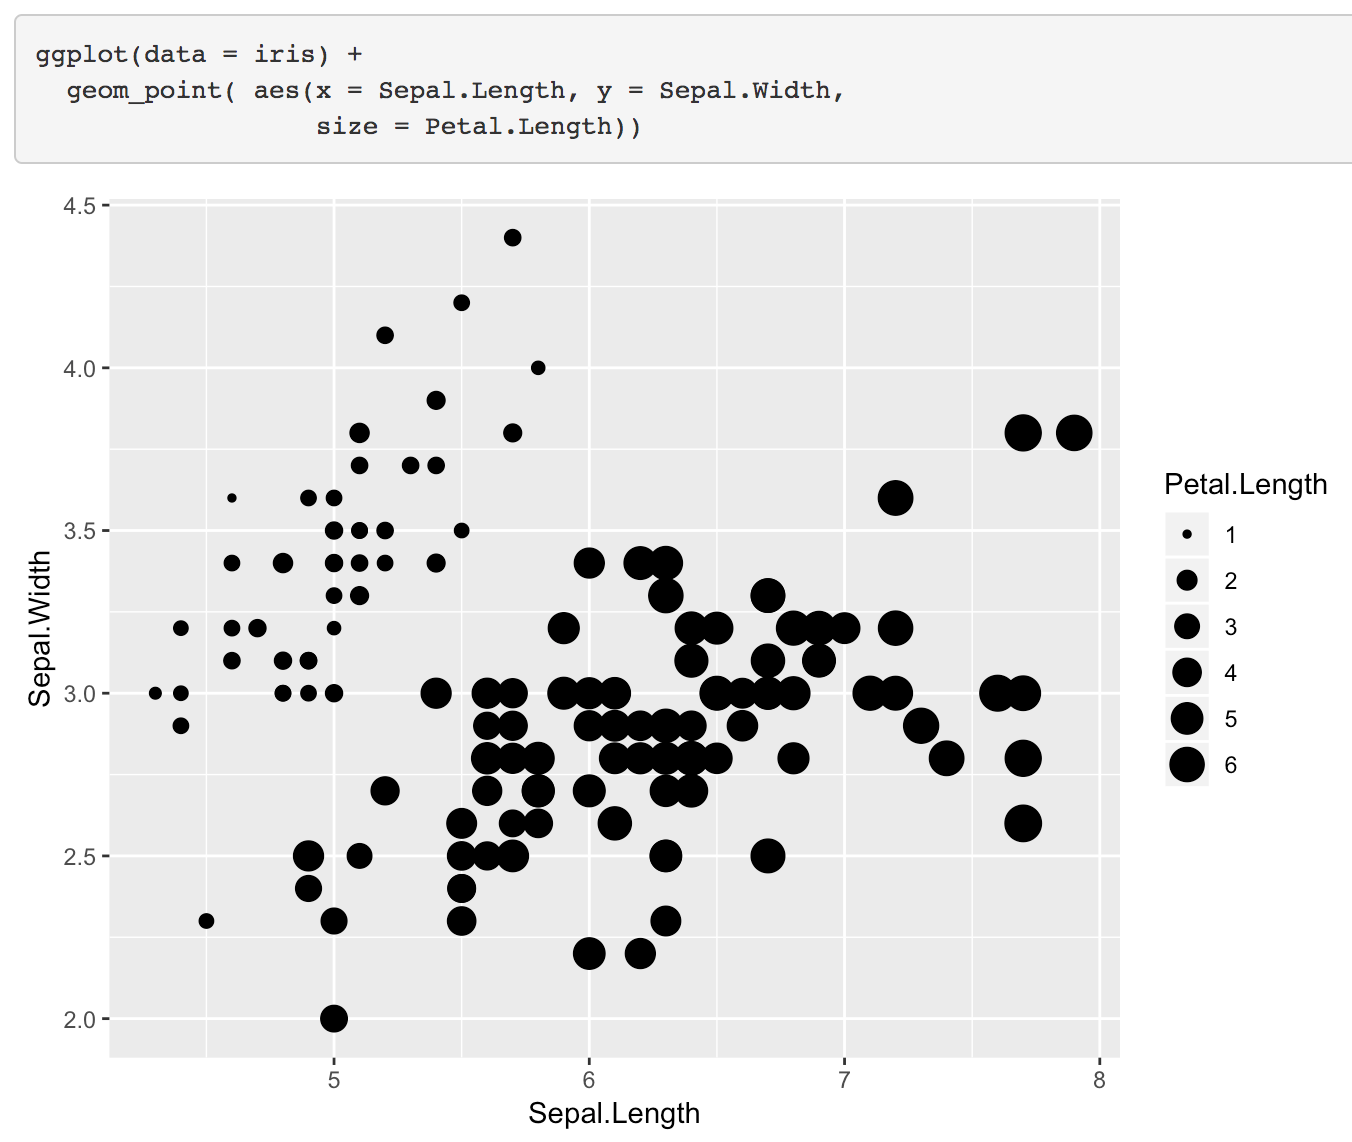 ggplot(data = iris) +
  geom_point( aes(x = Sepal.Length, y = Sepal.Width,
                  size = Petal.Length))
4.5
4.0
3.5
3.0
2.5
2.0
Sepal.Width
5 6 7 8
Sepal.Length
Petal.Length
1
2
3
4
5
6